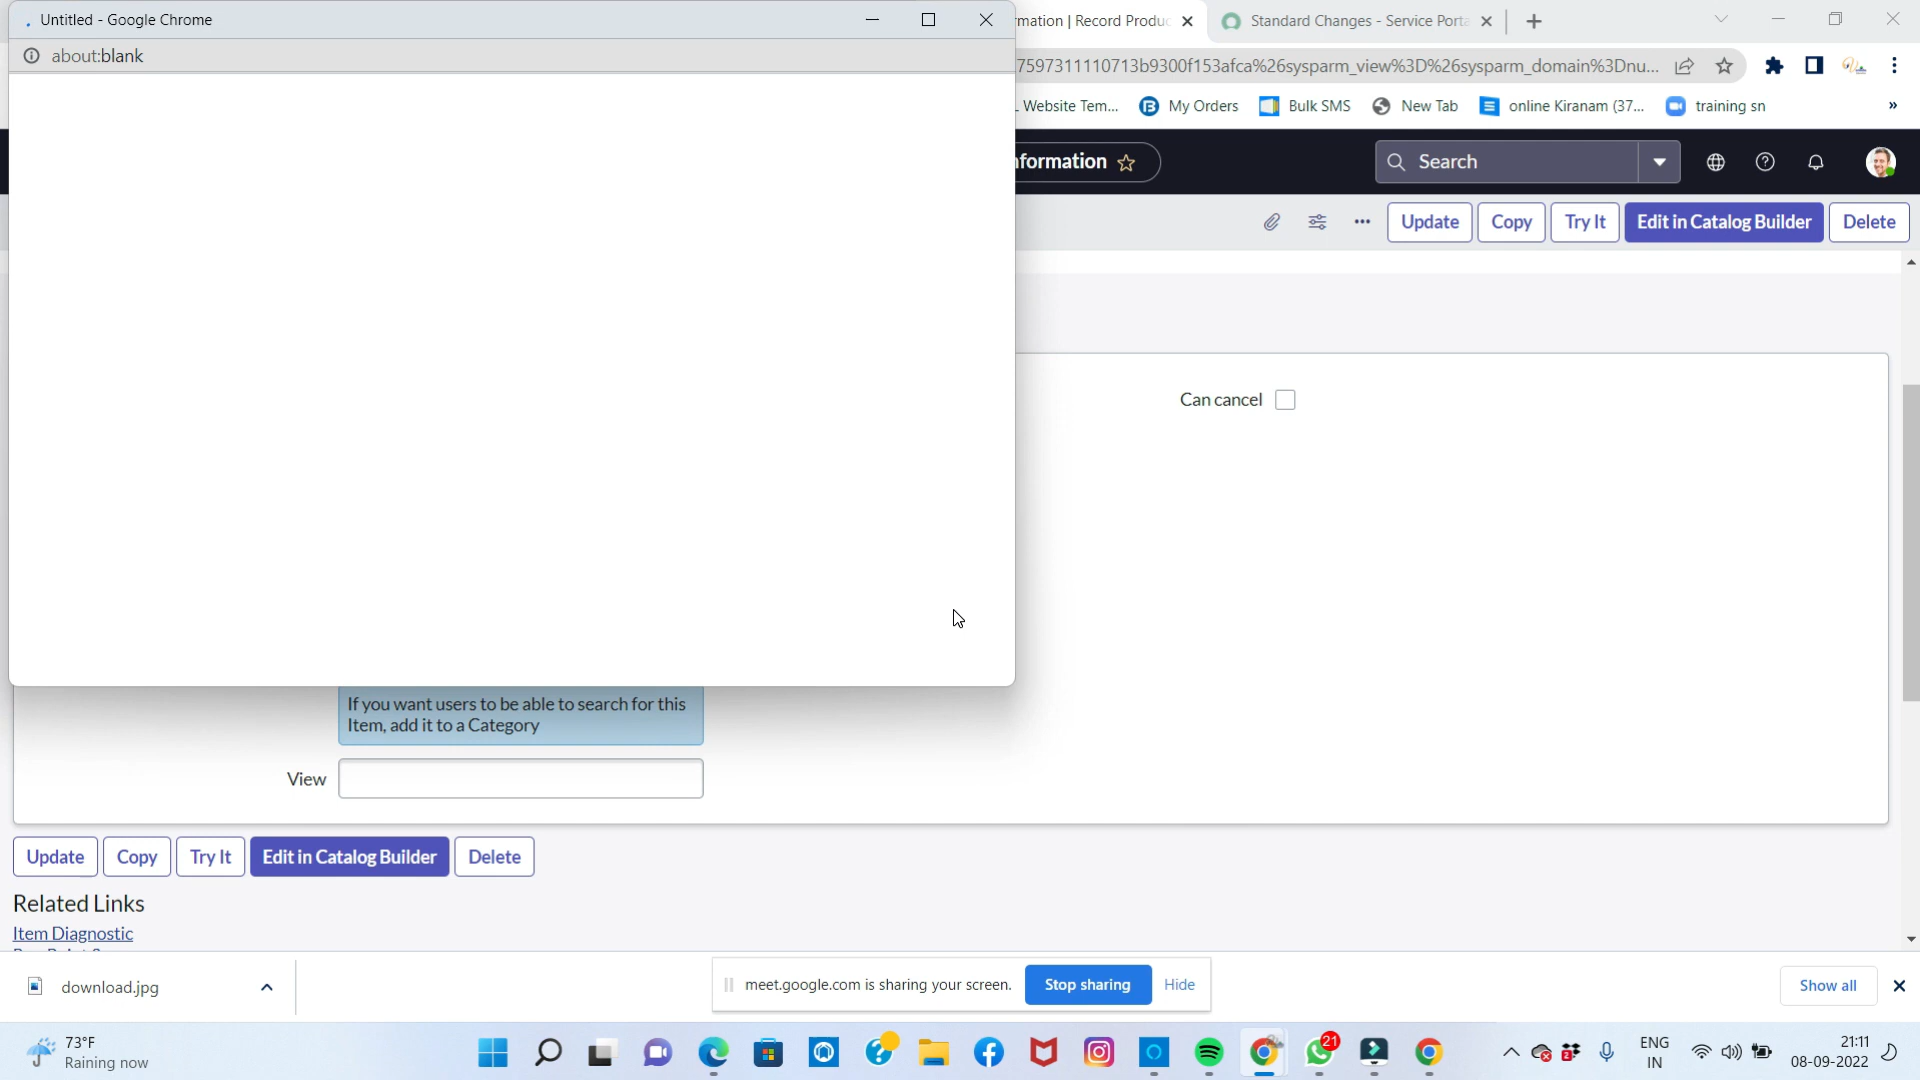 Untitled - Google Chrome
about:blank
rmation | Record Produc
Standard Changes - Service Porta
7597311110713b9300f153afca%26sysparm_view%3D%26sysparm_domain%3Dnu...
Website Tem...
My Orders
Bulk SMS
New Tab
online Kiranam (37...
training sn
»
nformation
Search
Update
Copy
Try It
Edit in Catalog Builder
Delete
Can cancel
If you want users to be able to search for this
Item, add it to a Category
View
Update
Copy
Try It
Edit in Catalog Builder
Delete
Related Links
Item Diagnostic
download.jpg
meet.google.com is sharing your screen.
Stop sharing
Hide
Show all
73°F
Raining now
21
ENG
IN
21:11
08-09-2022